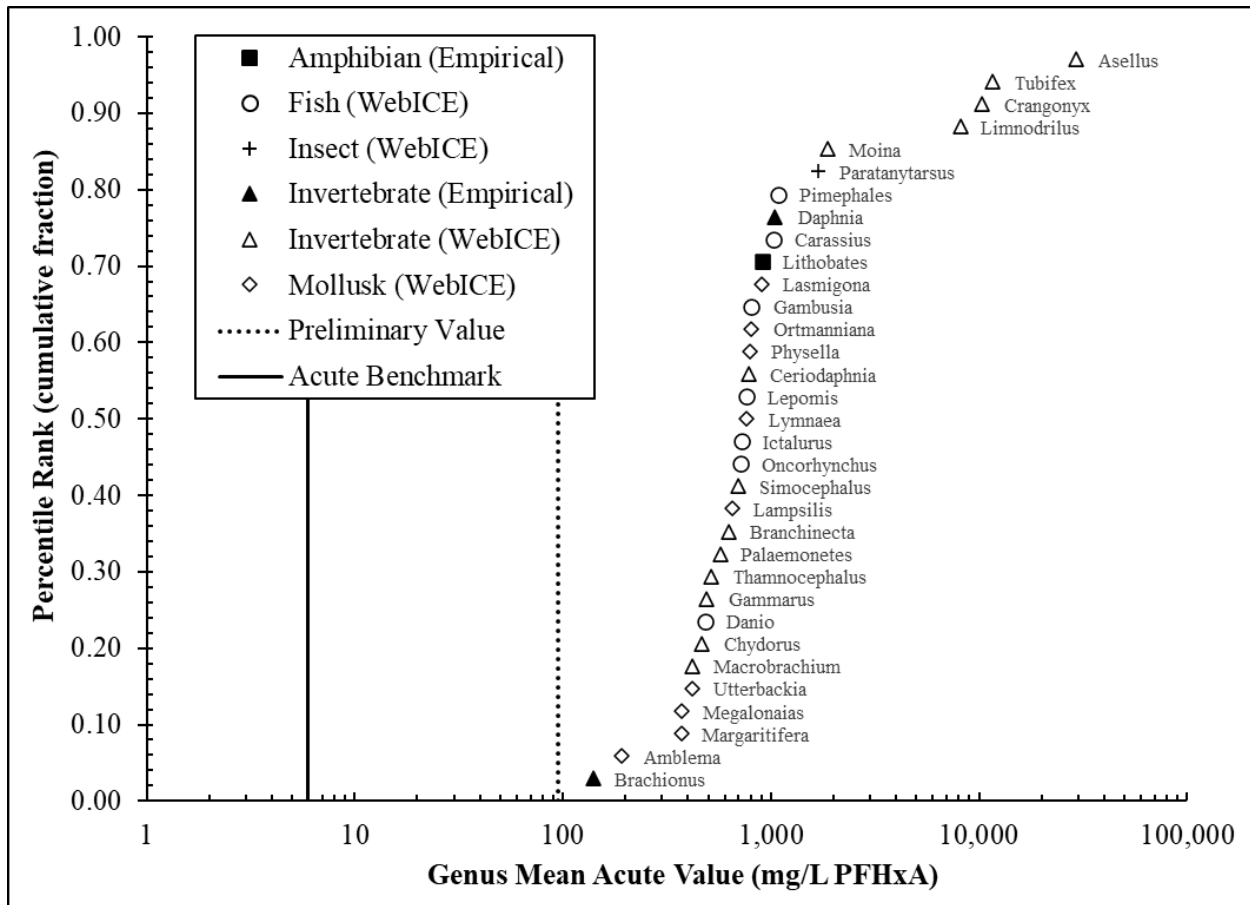 1.00
0.90
0.80
0.70
0.60
0.50
0.40
0.30
0.20
0.10
0.00
Percentile Rank (cumulative fraction)
Amphibian (Empirical)
Fish (WebICE)
Insect (WebICE)
Invertebrate (Empirical)
Invertebrate (WebICE)
Mollusk (WebICE)
Preliminary Value
Acute Benchmark
Asellus
Tubifex
Crangonyx
Limnodrilus
Moina
Paratanytarsus
Pimephales
Daphnia
Carassius
Lithobates
Lasmigona
Gambusia
Ortmanniana
Physella
Ceriodaphnia
Lepomis
Lymnaea
Ictalurus
Oncorhynchus
Simocephalus
Lampsilis
Branchinecta
Palaemonetes
Thamnocephalus
Gammarus
Danio
Chydorus
Macrobrachium
Utterbackia
Megalonaias
Margaritifera
Amblema
Brachionus
1 10 100 1,000 10,000 100,000
Genus Mean Acute Value (mg/L PFHxA)